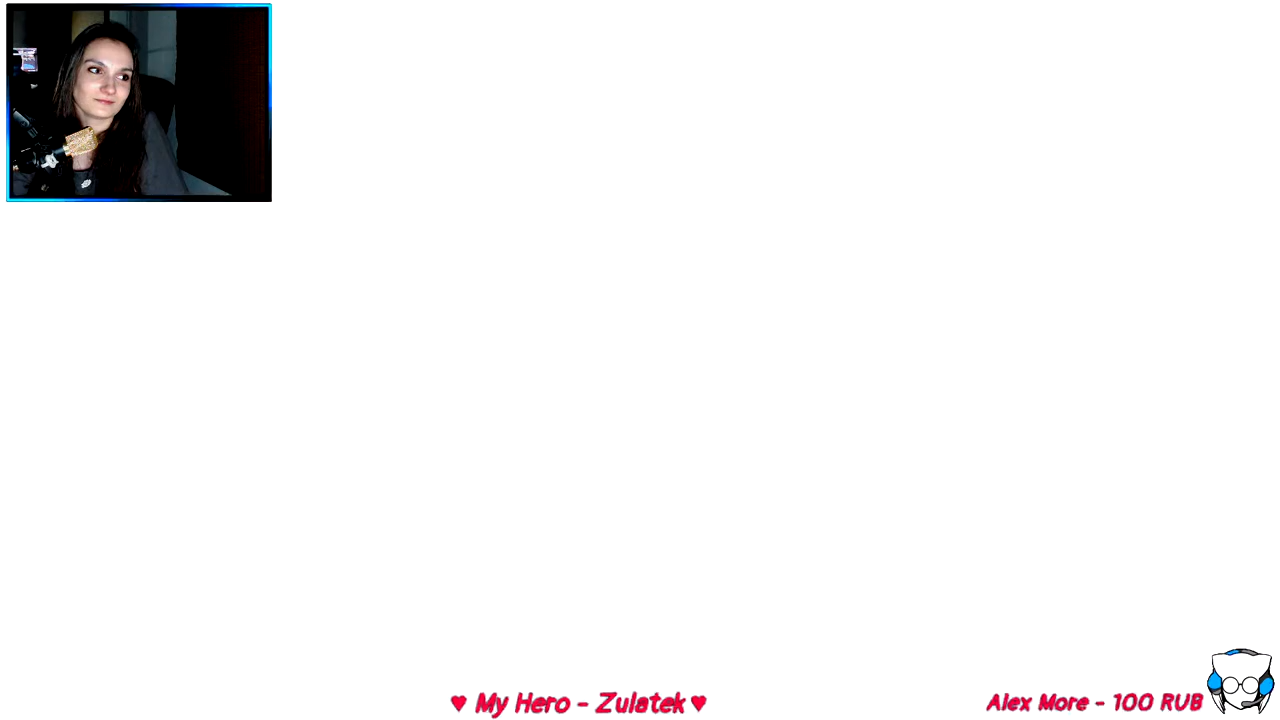 ♥ My Hero - Zulatek ♥
Alex More - 100 RUB